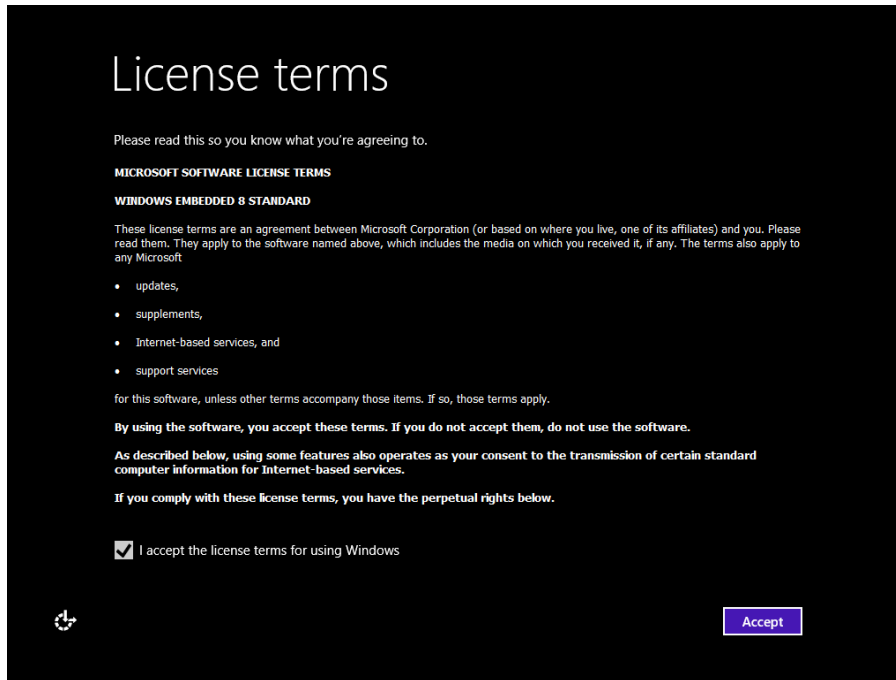 License terms
Please read this so you know what you're agreeing to.
MICROSOFT SOFTWARE LICENSE TERMS
WINDOWS EMBEDDED 8 STANDARD
These license terms are an agreement between Microsoft Corporation (or based on where you live, one of its affiliates) and you. Please
read them. They apply to the software named above, which includes the media on which you received it, if any. The terms also apply to
any Microsoft
• updates,
• supplements,
• Internet-based services, and
• support services
for this software, unless other terms accompany those items. If so, those terms apply.
By using the software, you accept these terms. If you do not accept them, do not use the software.
As described below, using some features also operates as your consent to the transmission of certain standard
computer information for Internet-based services.
If you comply with these license terms, you have the perpetual rights below.
I accept the license terms for using Windows
Accept